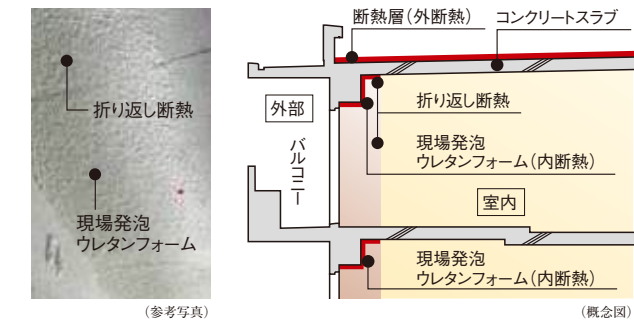 折り返し断熱
現場発泡
ウレタンフォーム
（参考写真）
断熱層（外断熱）
コンクリートスラブ
外部
バルコニー
折り返し断熱
現場発泡
ウレタンフォーム（内断熱）
室内
現場発泡
ウレタンフォーム（内断熱）
（概念図）